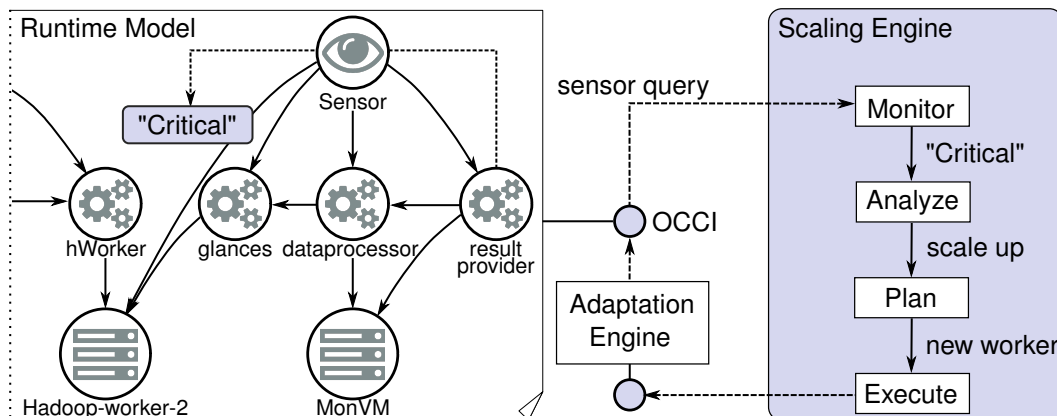 Runtime Model
Sensor
"Critical"
hWorker
glances
dataprocessor
result
provider
Hadoop-worker-2
MonVM
sensor query
OCCI
Adaptation
Engine
Scaling Engine
Monitor
"Critical"
Analyze
scale up
Plan
new worker
Execute